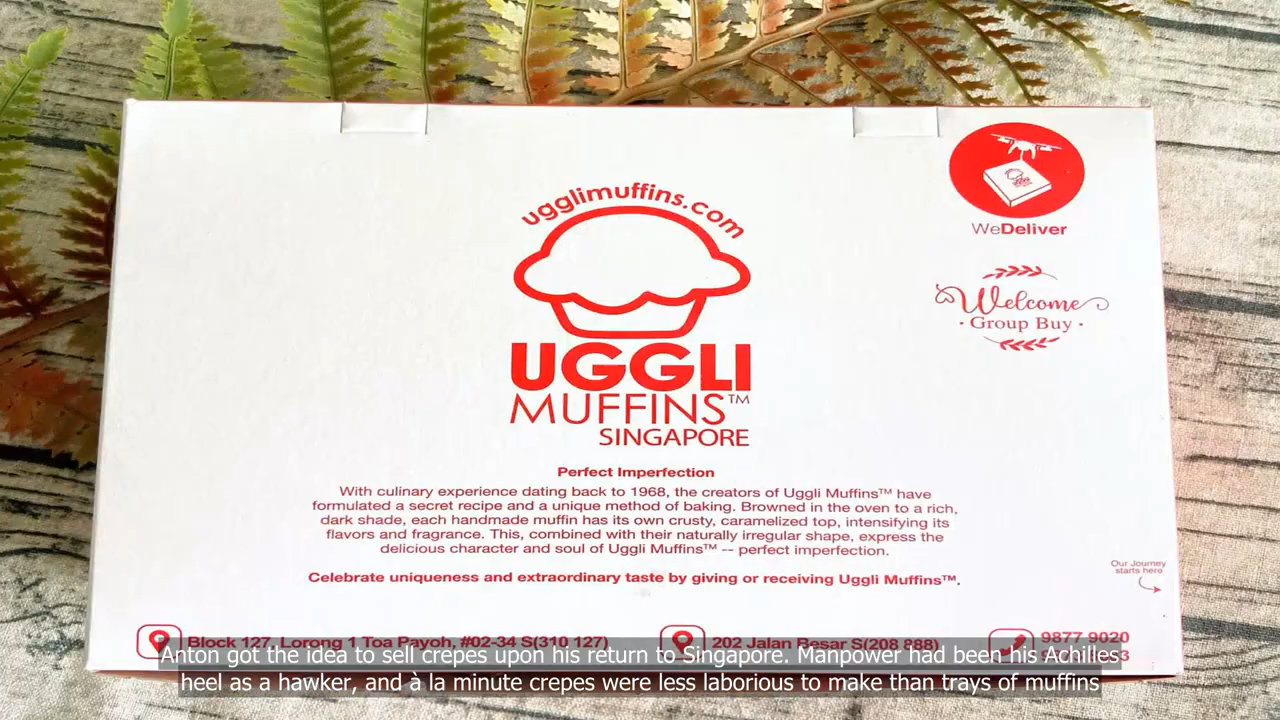 ugglimuffins.com
UGGLI
MUFFINS™
SINGAPORE
WeDeliver
Welcome
· Group Buy ·
Perfect Imperfection
With culinary experience dating back to 1968, the creators of Uggli Muffins™ have
formulated a secret recipe and a unique method of baking. Browned in the oven to a rich,
dark shade, each handmade muffin has its own crusty, caramelized top, intensifying its
flavors and fragrance. This, combined with their naturally irregular shape, express the
delicious character and soul of Uggli Muffins™ -- perfect imperfection.
Celebrate uniqueness and extraordinary taste by giving or receiving Uggli Muffins™.
Our Journey
starts here
Block 127, Lorong 1 Toa Payoh, #02-34 S(310 127)
202 Jalan Besar S(208 888)
9877 9020
Anton got the idea to sell crepes upon his return to Singapore. Manpower had been his Achilles
heel as a hawker, and à la minute crepes were less laborious to make than trays of muffins